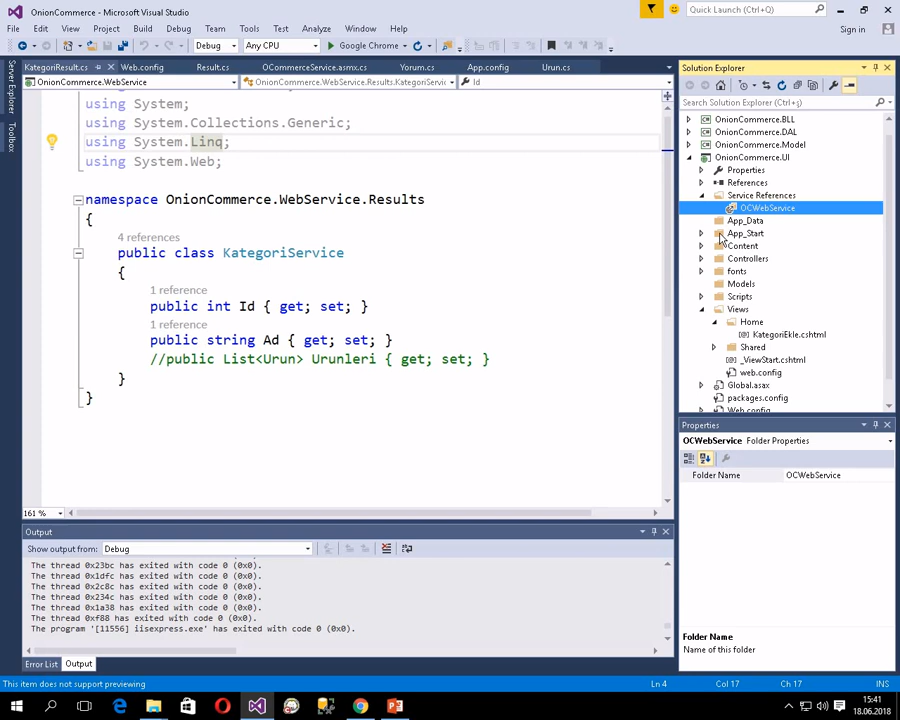 OnionCommerce - Microsoft Visual Studio
Quick Launch (Ctrl+Q)
File Edit View Project Build Debug Team Tools Test Analyze Window Help
Sign in
Debug Any CPU Google Chrome
KategoriResult.cs Web.config Result.cs OCommerceService.asmx.cs Yorum.cs App.config Urun.cs
OnionCommerce.WebService OnionCommerce.WebService.Results.KategoriServic Id
Server Explorer
Toolbox
using System;
using System.Collections.Generic;
using System.Linq;
using System.Web;
namespace OnionCommerce.WebService.Results
{
4 references
public class KategoriService
{
1 reference
public int Id { get; set; }
1 reference
public string Ad { get; set; }
//public List<Urun> Urunleri { get; set; }
}
}
161 %
Output
Show output from: Debug
The thread 0x23bc has exited with code 0 (0x0).
The thread 0x1dfc has exited with code 0 (0x0).
The thread 0x2c8c has exited with code 0 (0x0).
The thread 0x234c has exited with code 0 (0x0).
The thread 0x1a38 has exited with code 0 (0x0).
The thread 0xf88 has exited with code 0 (0x0).
The program '[11556] iisexpress.exe' has exited with code 0 (0x0).
Error List Output
Solution Explorer
Search Solution Explorer (Ctrl+ş)
OnionCommerce.BLL
OnionCommerce.DAL
OnionCommerce.Model
OnionCommerce.UI
Properties
References
Service References
OCWebService
App_Data
App_Start
Content
Controllers
fonts
Models
Scripts
Views
Home
KategoriEkle.cshtml
Shared
_ViewStart.cshtml
web.config
Global.asax
packages.config
Web.config
Properties
OCWebService Folder Properties
Folder Name OCWebService
Folder Name
Name of this folder
This item does not support previewing Ln 4 Col 17 Ch 17 INS
15:41
18.06.2018